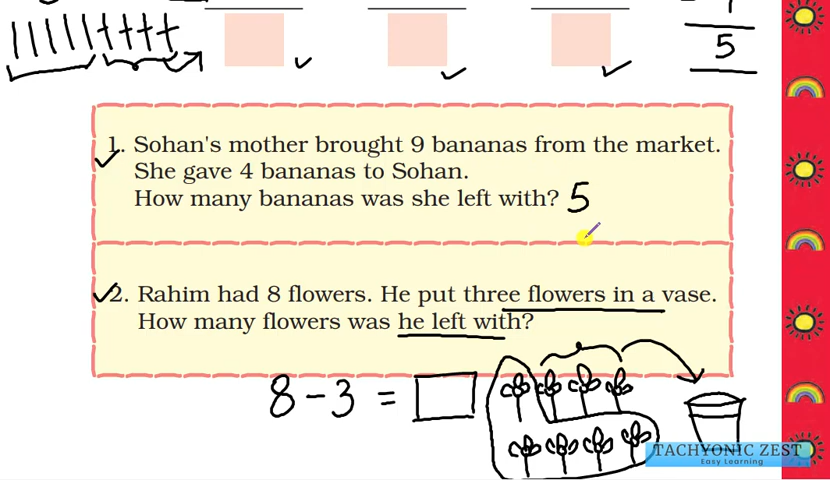 5
1. Sohan's mother brought 9 bananas from the market.
She gave 4 bananas to Sohan.
How many bananas was she left with? 5
2. Rahim had 8 flowers. He put three flowers in a vase.
How many flowers was he left with?
8 - 3 =
TACHYONIC ZEST
Easy Learning